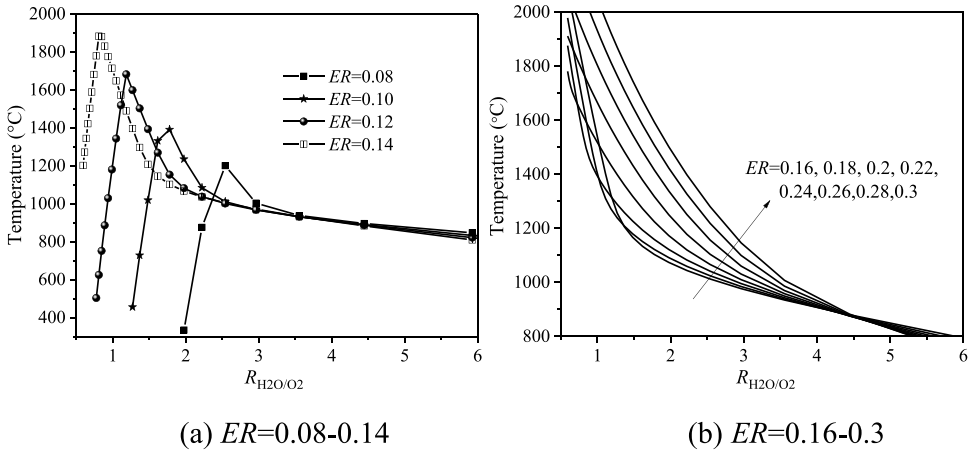 (a)
2000
1800
1600
1400
1200
1000
800
600
400
Temperature (°C)
ER=0.08
ER=0.10
ER=0.12
ER=0.14
1 2 3 4 5 6
R_H2O/O2
(b)
2000
1800
1600
1400
1200
1000
800
Temperature (°C)
ER=0.16, 0.18, 0.2, 0.22,
0.24,0.26,0.28,0.3
1 2 3 4 5 6
R_H2O/O2
(a) ER=0.08-0.14
(b) ER=0.16-0.3